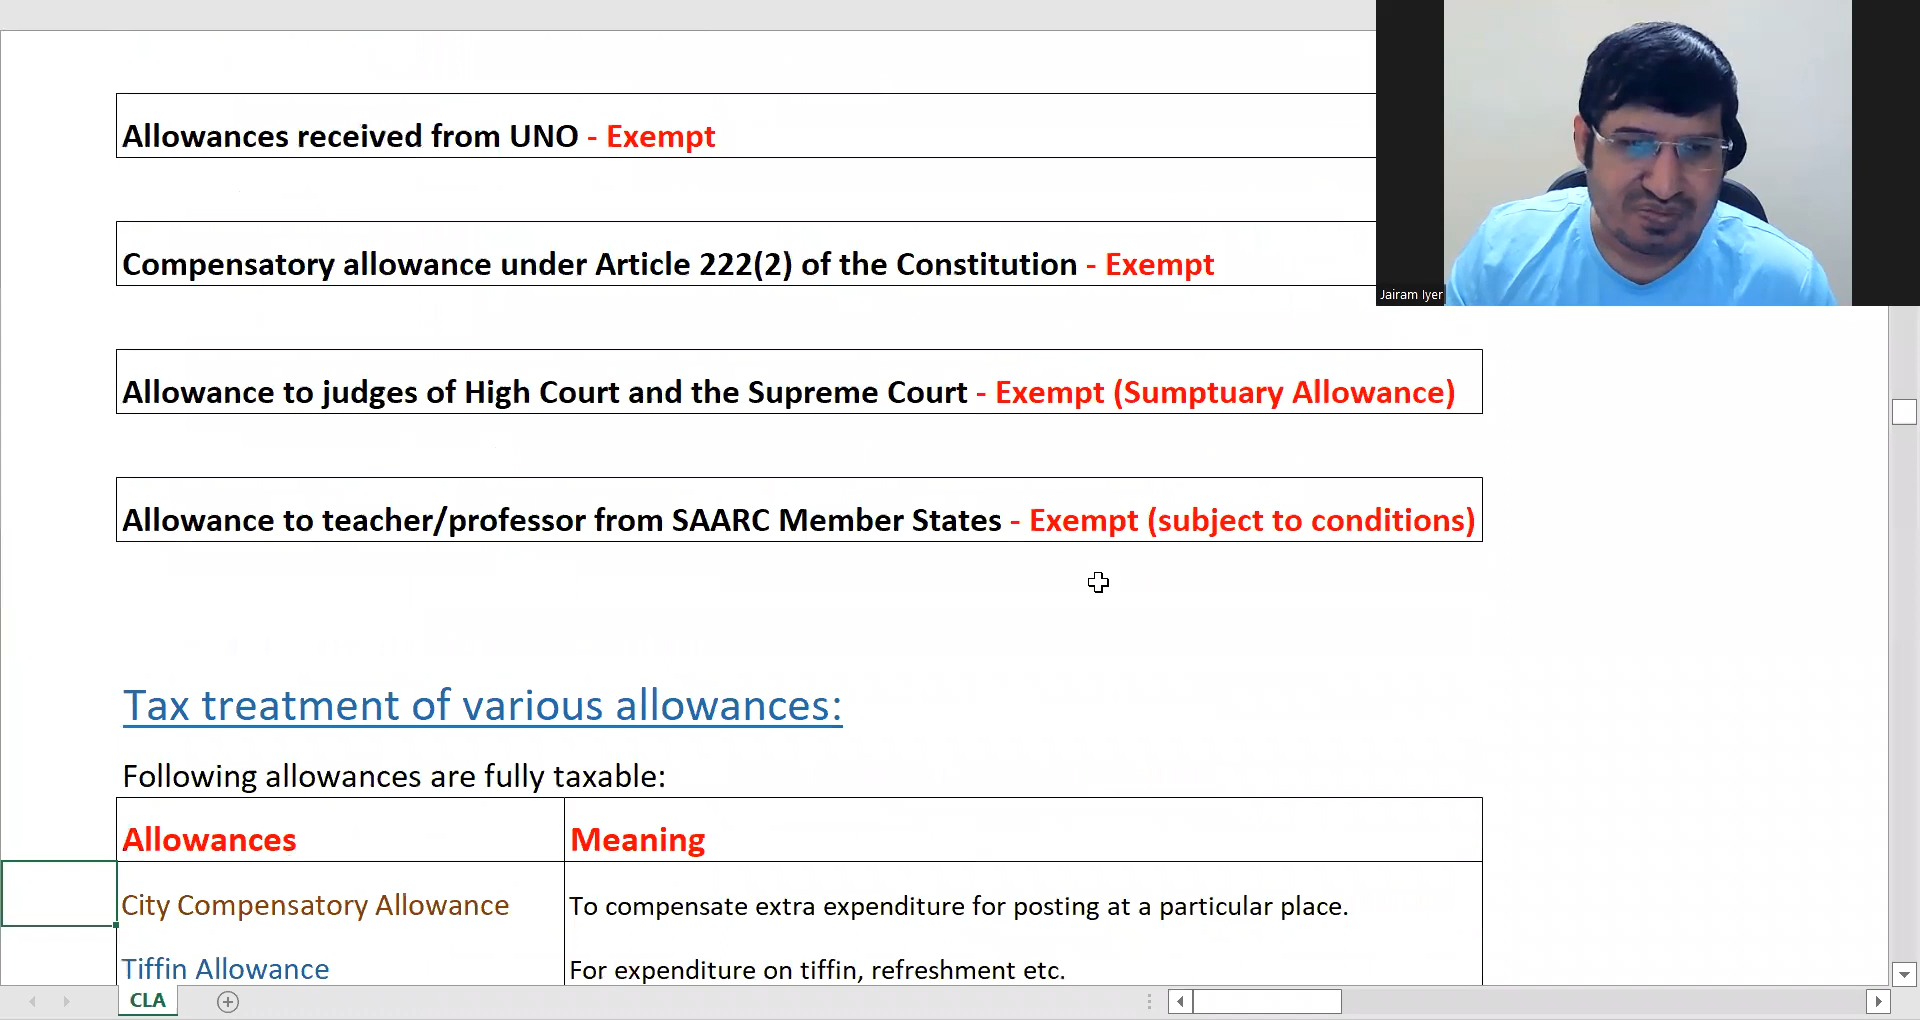 Allowances received from UNO - Exempt
Compensatory allowance under Article 222(2) of the Constitution - Exempt
Jairam Iyer
Allowance to judges of High Court and the Supreme Court - Exempt (Sumptuary Allowance)
Allowance to teacher/professor from SAARC Member States - Exempt (subject to conditions)
Tax treatment of various allowances:
Following allowances are fully taxable:
Allowances Meaning
City Compensatory Allowance To compensate extra expenditure for posting at a particular place.
Tiffin Allowance For expenditure on tiffin, refreshment etc.
CLA